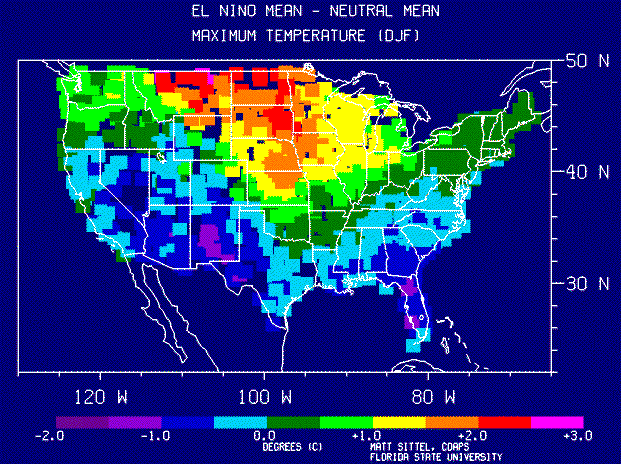 EL NINO MEAN - NEUTRAL MEAN
MAXIMUM TEMPERATURE (DJF)
50 N
40 N
30 N
120 W 100 W 80 W
-2.0 -1.0 0.0 +1.0 +2.0 +3.0
DEGREES (C) MATT SITTEL, COAPS
FLORIDA STATE UNIVERSITY